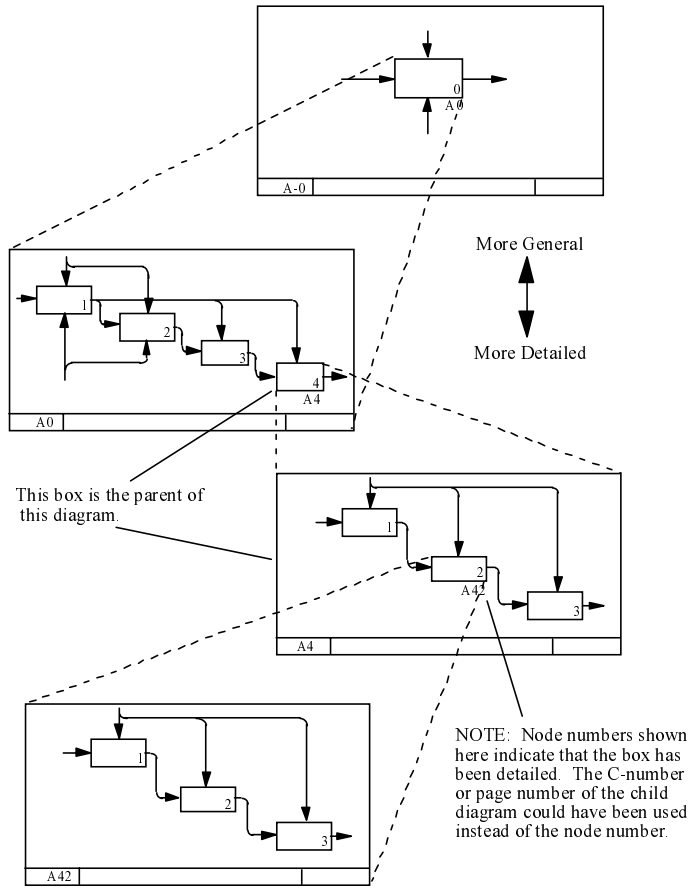 0
A0
A-0
More General
More Detailed
1
2
3
4
A4
A0
This box is the parent of
this diagram.
1
2
A42
3
A4
NOTE: Node numbers shown
here indicate that the box has
been detailed. The C-number
or page number of the child
diagram could have been used
instead of the node number.
1
2
3
A42